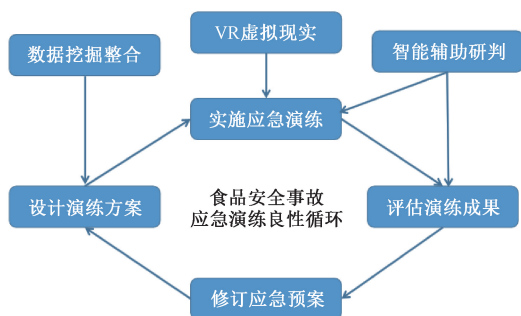 VR虚拟现实
数据挖掘整合
智能辅助研判
实施应急演练
食品安全事故
应急演练良性循环
设计演练方案
评估演练成果
修订应急预案